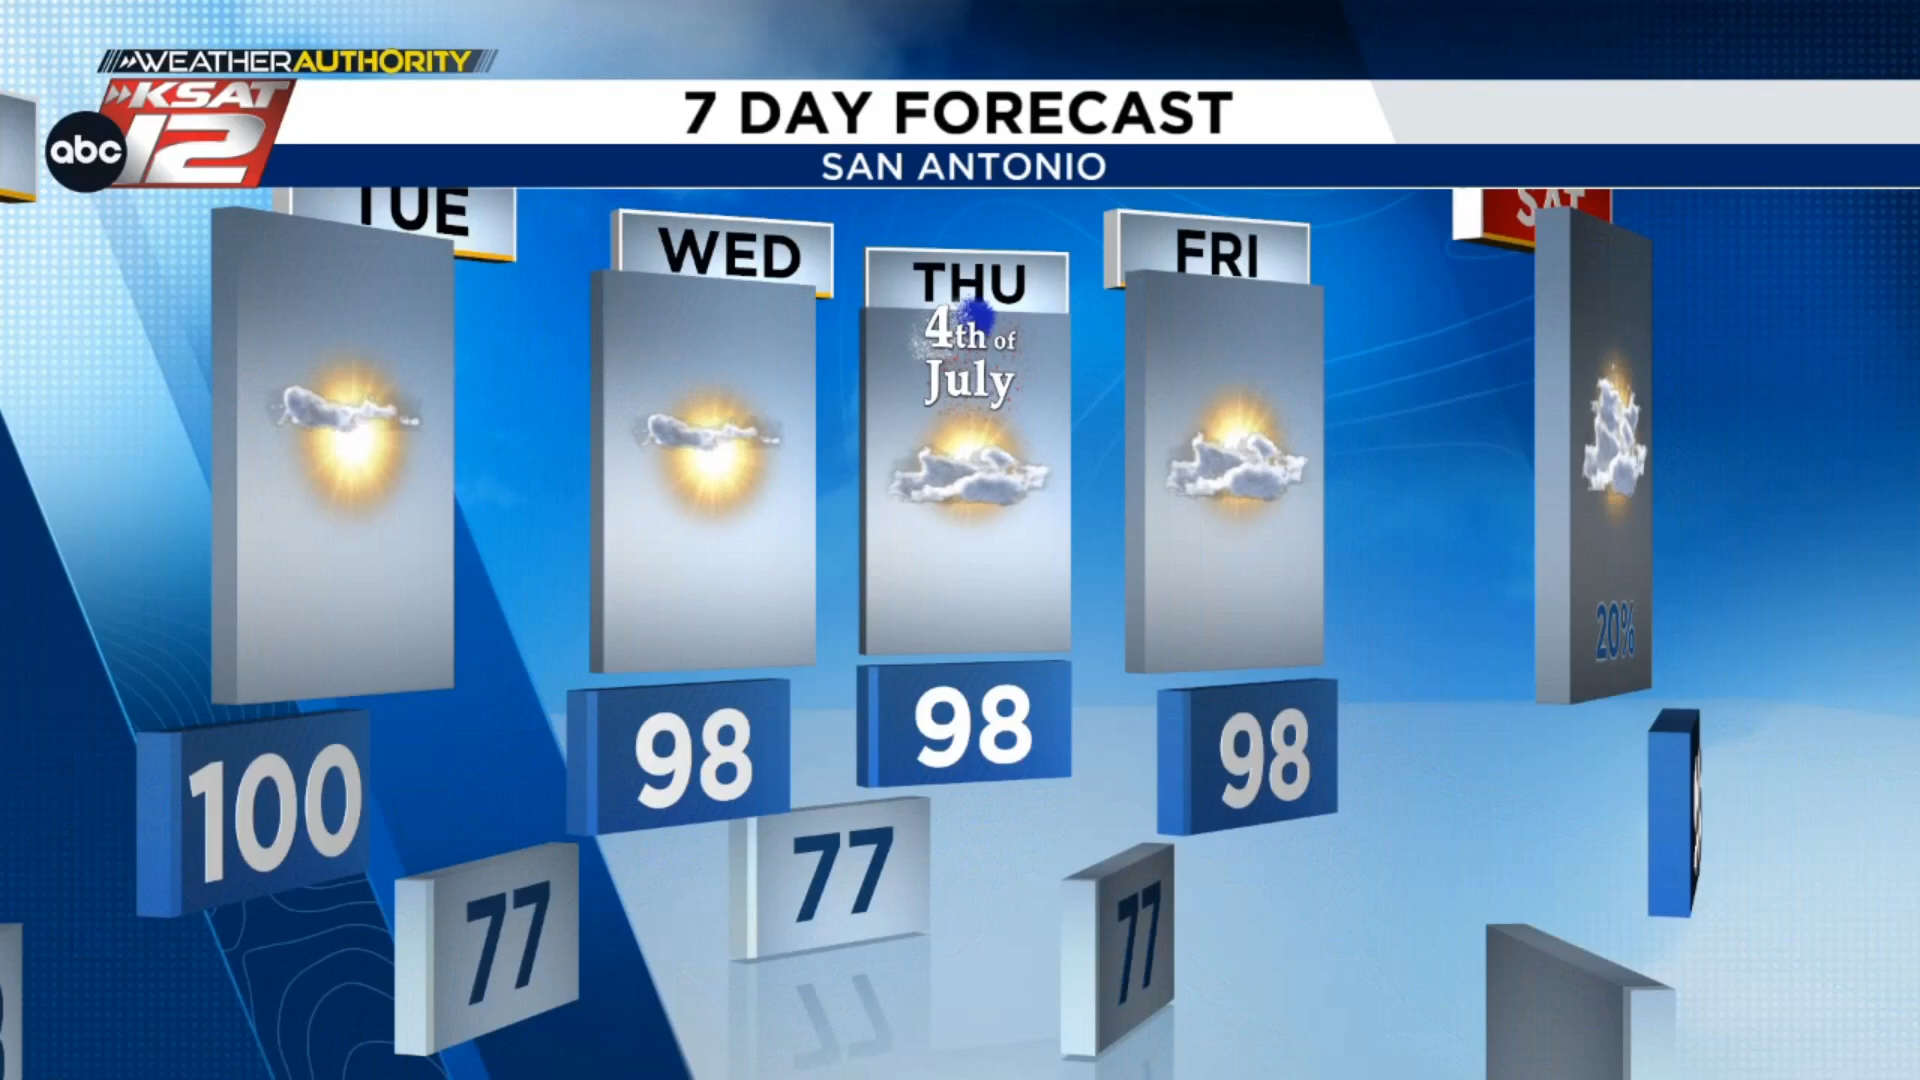 WEATHERAUTHORITY
KSAT
12
abc
7 DAY FORECAST
SAN ANTONIO
TUE
WED
THU
FRI
SAT
4th of
July
20%
100
98
98
98
77
77
77